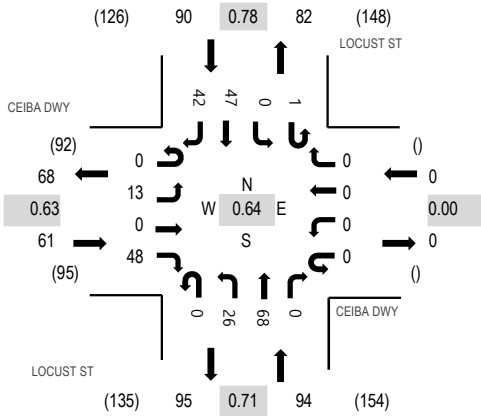 (126) 90 0.78 82 (148)
LOCUST ST
42 47 0 1
CEIBA DWY
(92) ()
0 0
68 0
13 0
N
0.63 W 0.64 E 0.00
0 0
61 0
S
48 0
(95) ()
0 26 68 0
CEIBA DWY
LOCUST ST
(135) 95 0.71 94 (154)